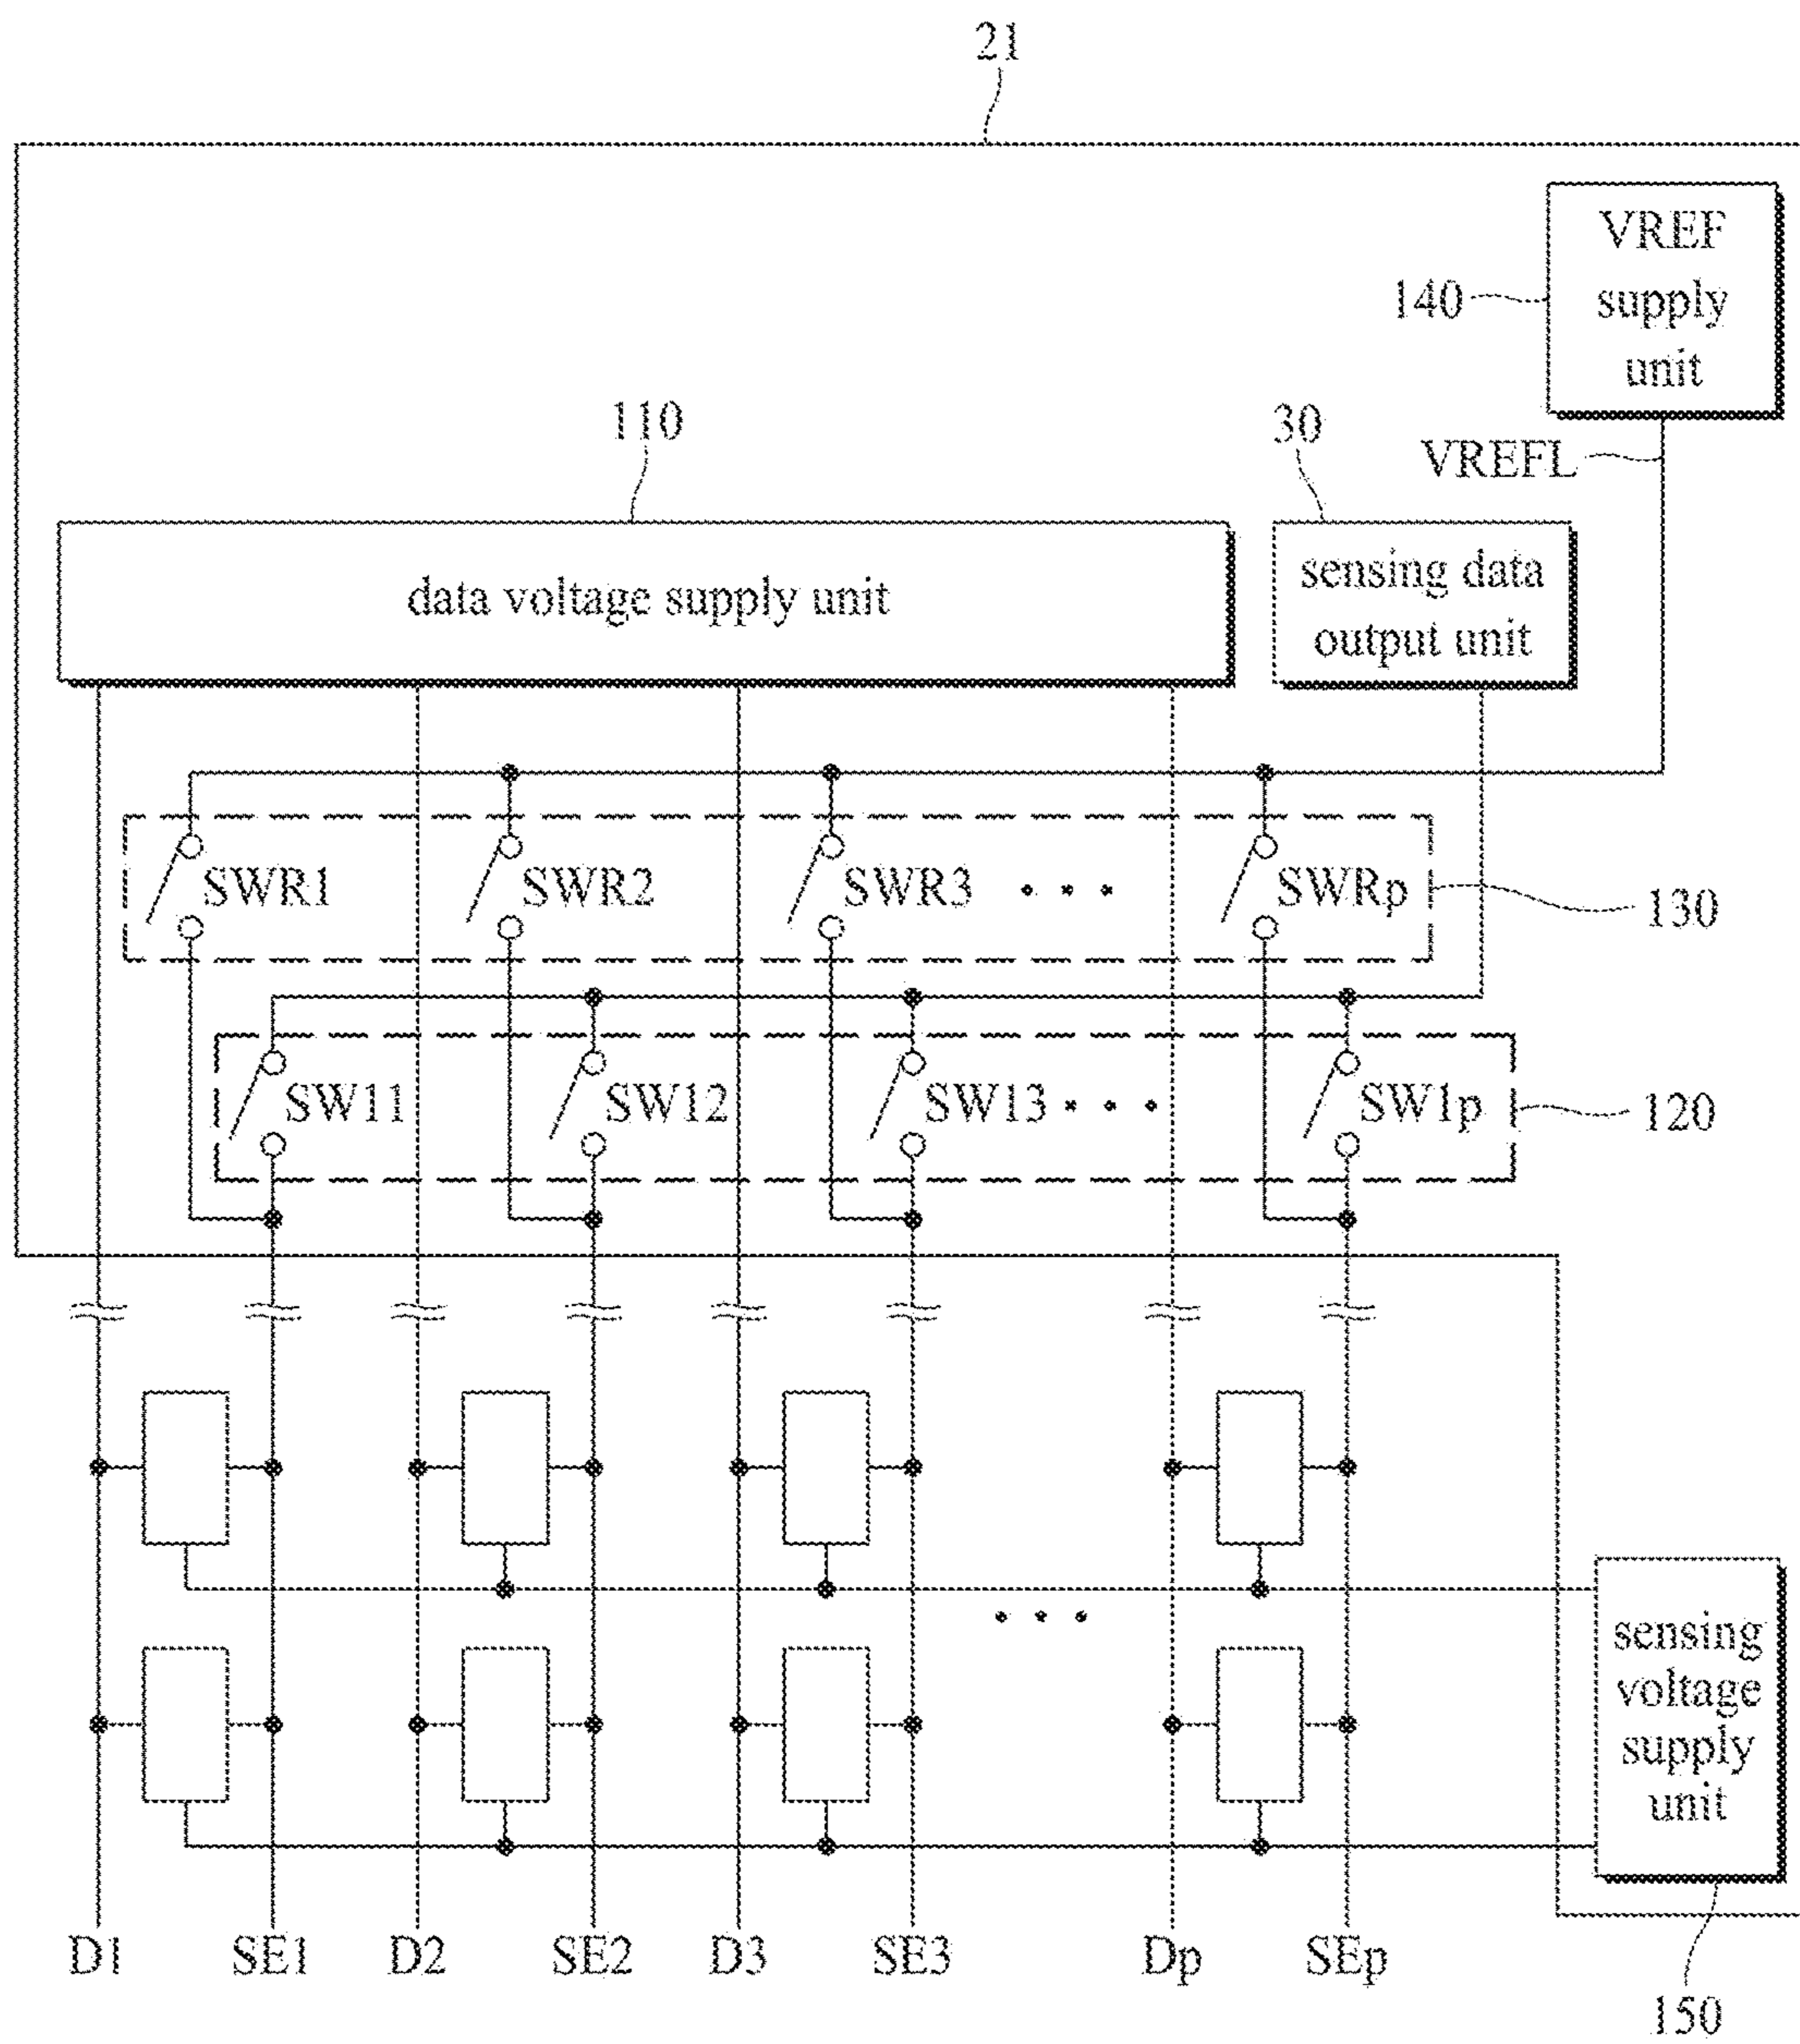 21
VREF
supply
unit
140
110
30
VREFL
data voltage supply unit
sensing data
output unit
SWR1 SWR2 SWR3 • • • SWRp
130
SW11 SW12 SW13 • • • SW1p
120
• • •
sensing
voltage
supply
unit
D1 SE1 D2 SE2 D3 SE3 Dp SEp
150